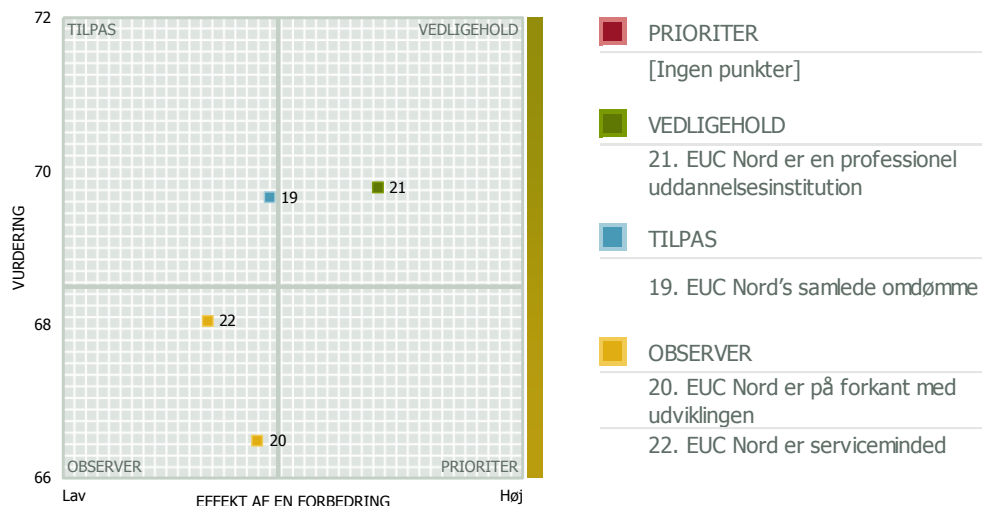 72
70
68
66
VURDERING
TILPAS
VEDLIGEHOLD
19
21
22
20
OBSERVER
PRIORITER
Lav
EFFEKT AF EN FORBEDRING
Høj
PRIORITER
[Ingen punkter]
VEDLIGEHOLD
21. EUC Nord er en professionel
uddannelsesinstitution
TILPAS
19. EUC Nord's samlede omdømme
OBSERVER
20. EUC Nord er på forkant med
udviklingen
22. EUC Nord er serviceminded